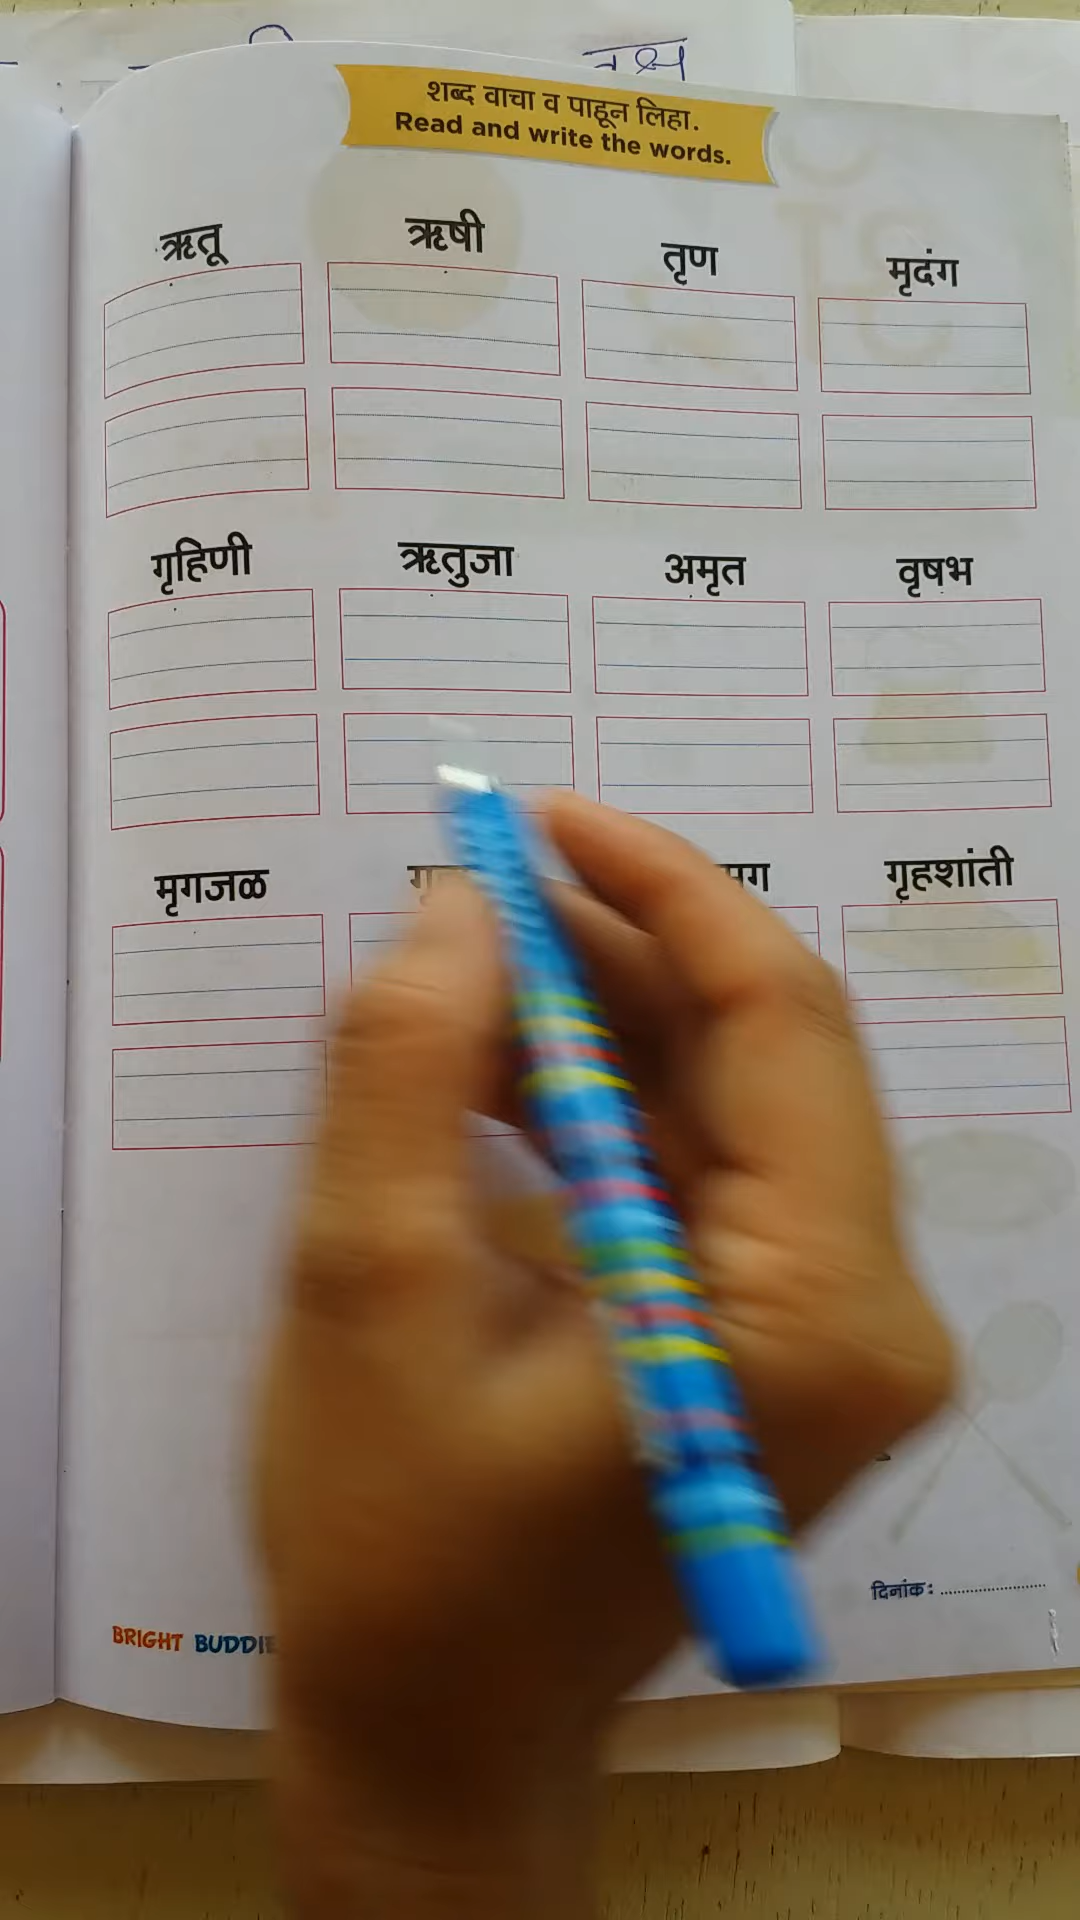 शब्द वाचा व पाहून लिहा.
Read and write the words.
ऋतू ऋषी तृण मृदंग
गृहिणी ऋतुजा अमृत वृषभ
मृगजळ गृहशांती
दिनांक :
BRIGHT